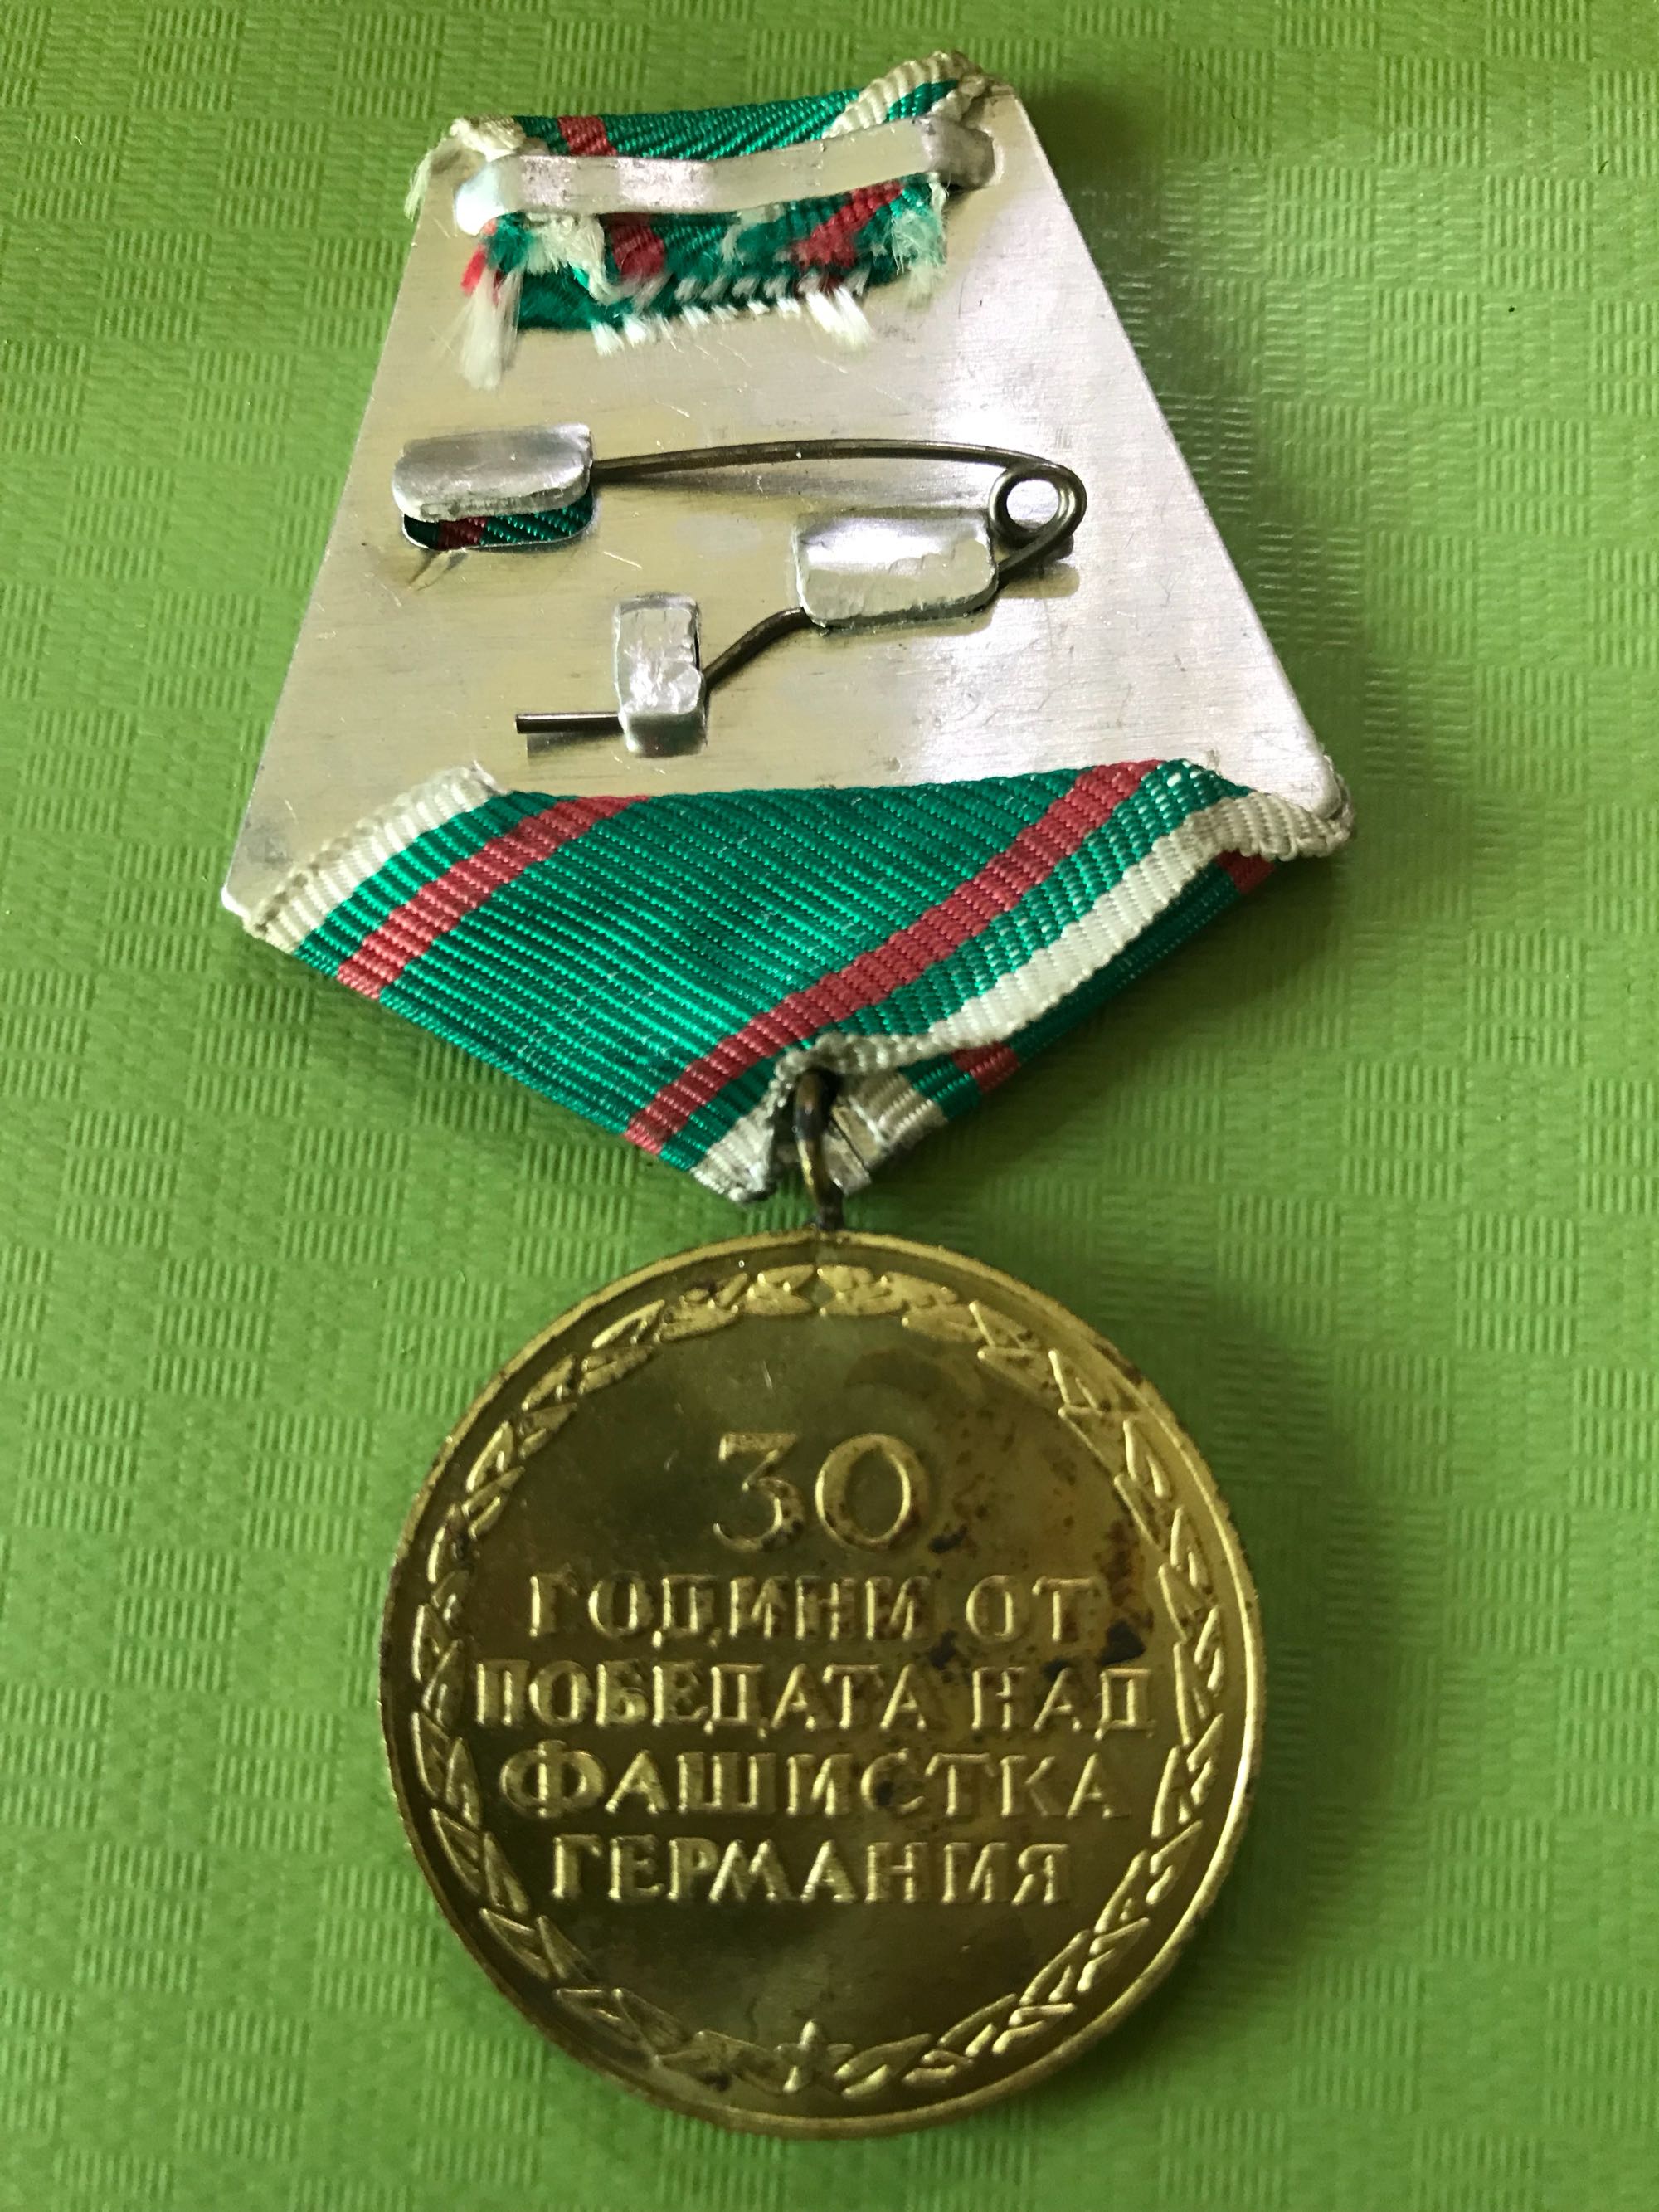 30
ГОДИНИ ОТ
ПОБЕДАТА НАД
ФАШИСТКА
ГЕРМАНИЯ